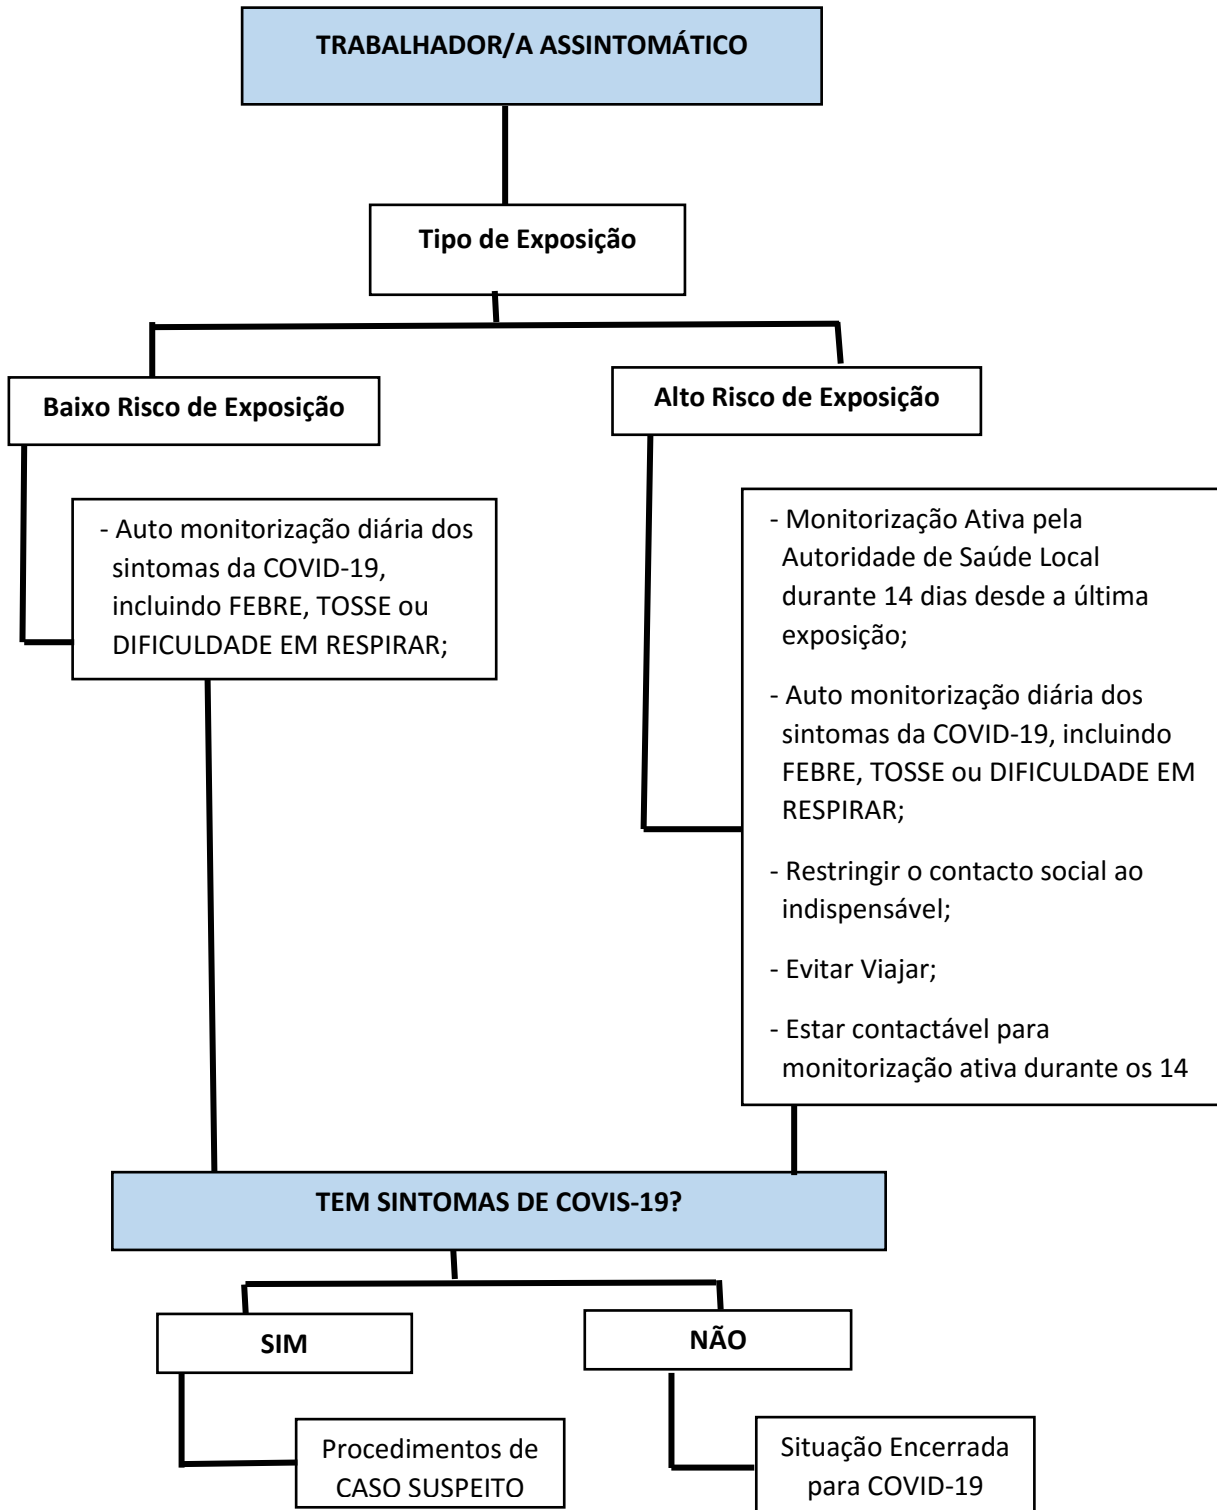 TRABALHADOR/A ASSINTOMÁTICO
Tipo de Exposição
Baixo Risco de Exposição
Alto Risco de Exposição
- Auto monitorização diária dos
sintomas da COVID-19,
incluindo FEBRE, TOSSE ou
DIFICULDADE EM RESPIRAR;
- Monitorização Ativa pela
Autoridade de Saúde Local
durante 14 dias desde a última
exposição;
- Auto monitorização diária dos
sintomas da COVID-19, incluindo
FEBRE, TOSSE ou DIFICULDADE EM
RESPIRAR;
- Restringir o contacto social ao
indispensável;
- Evitar Viajar;
- Estar contactável para
monitorização ativa durante os 14
TEM SINTOMAS DE COVIS-19?
SIM
NÃO
Procedimentos de
CASO SUSPEITO
Situação Encerrada
para COVID-19